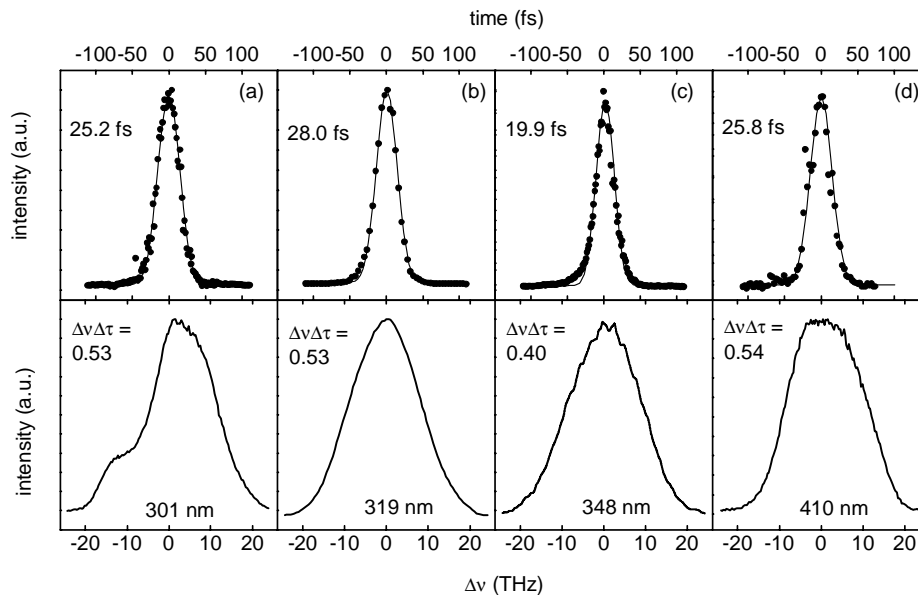 time (fs)
-100 -50 0 50 100 -100 -50 0 50 100 -100 -50 0 50 100 -100 -50 0 50 100
(a) (b) (c) (d)
25.2 fs 28.0 fs 19.9 fs 25.8 fs
intensity (a.u.)
ΔνΔτ = ΔνΔτ = ΔνΔτ = ΔνΔτ =
0.53 0.53 0.40 0.54
intensity (a.u.)
301 nm 319 nm 348 nm 410 nm
-20 -10 0 10 20 -20 -10 0 10 20 -20 -10 0 10 20 -20 -10 0 10 20
Δν (THz)